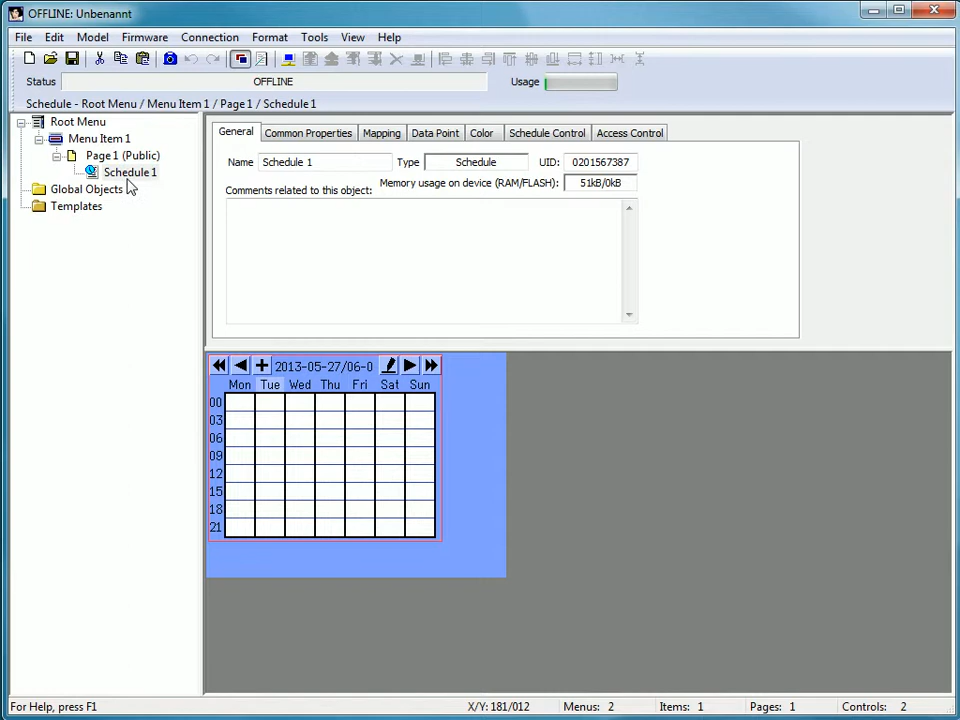 OFFLINE: Unbenannt
File Edit Model Firmware Connection Format Tools View Help
Status OFFLINE Usage
Schedule - Root Menu / Menu Item 1 / Page 1 / Schedule 1
Root Menu
Menu Item 1
Page 1 (Public)
Schedule 1
Global Objects
Templates
General Common Properties Mapping Data Point Color Schedule Control Access Control
Name Schedule 1 Type Schedule UID: 0201567387
Memory usage on device (RAM/FLASH): 51kB/0kB
Comments related to this object:
2013-05-27/06-0
Mon Tue Wed Thu Fri Sat Sun
00
03
06
09
12
15
18
21
For Help, press F1 X/Y: 181/012 Menus: 2 Items: 1 Pages: 1 Controls: 2